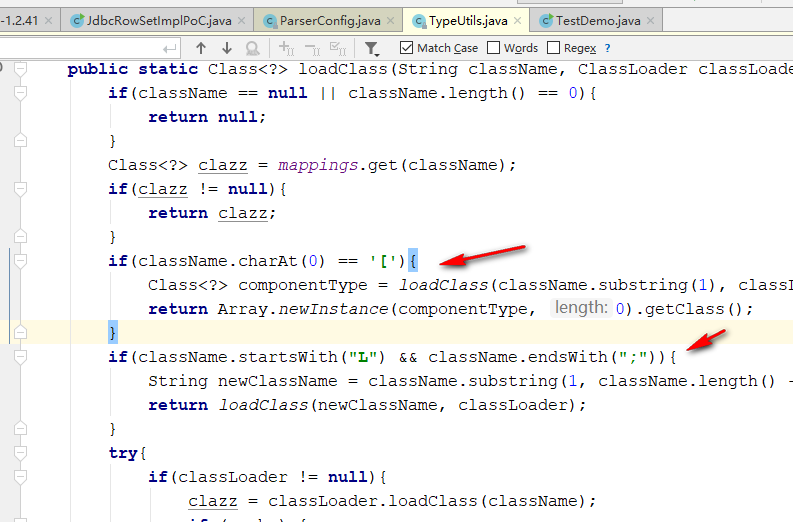 -1.2.41 × JdbcRowSetImplPoC.java × ParserConfig.java × TypeUtils.java × TestDemo.java ×
Match Case Words Regex ?
public static Class<?> loadClass(String className, ClassLoader classLoade
if(className == null || className.length() == 0){
return null;
}
Class<?> clazz = mappings.get(className);
if(clazz != null){
return clazz;
}
if(className.charAt(0) == '['){
Class<?> componentType = loadClass(className.substring(1), classL
return Array.newInstance(componentType, length: 0).getClass();
}
if(className.startsWith("L") && className.endsWith(";")){
String newClassName = className.substring(1, className.length() -
return loadClass(newClassName, classLoader);
}
try{
if(classLoader != null){
clazz = classLoader.loadClass(className);